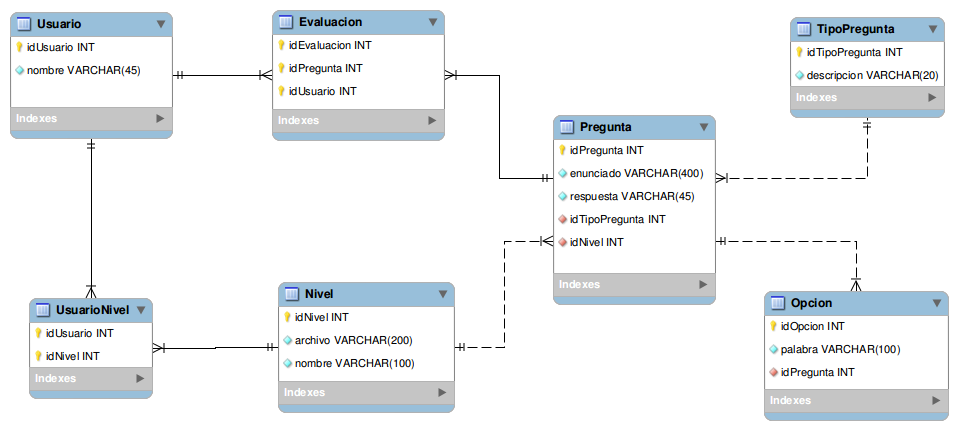 Usuario
idUsuario INT
nombre VARCHAR(45)
Indexes
Evaluacion
idEvaluacion INT
idPregunta INT
idUsuario INT
Indexes
TipoPregunta
idTipoPregunta INT
descripcion VARCHAR(20)
Indexes
Pregunta
idPregunta INT
enunciado VARCHAR(400)
respuesta VARCHAR(45)
idTipoPregunta INT
idNivel INT
Indexes
UsuarioNivel
idUsuario INT
idNivel INT
Indexes
Nivel
idNivel INT
archivo VARCHAR(200)
nombre VARCHAR(100)
Indexes
Opcion
idOpcion INT
palabra VARCHAR(100)
idPregunta INT
Indexes